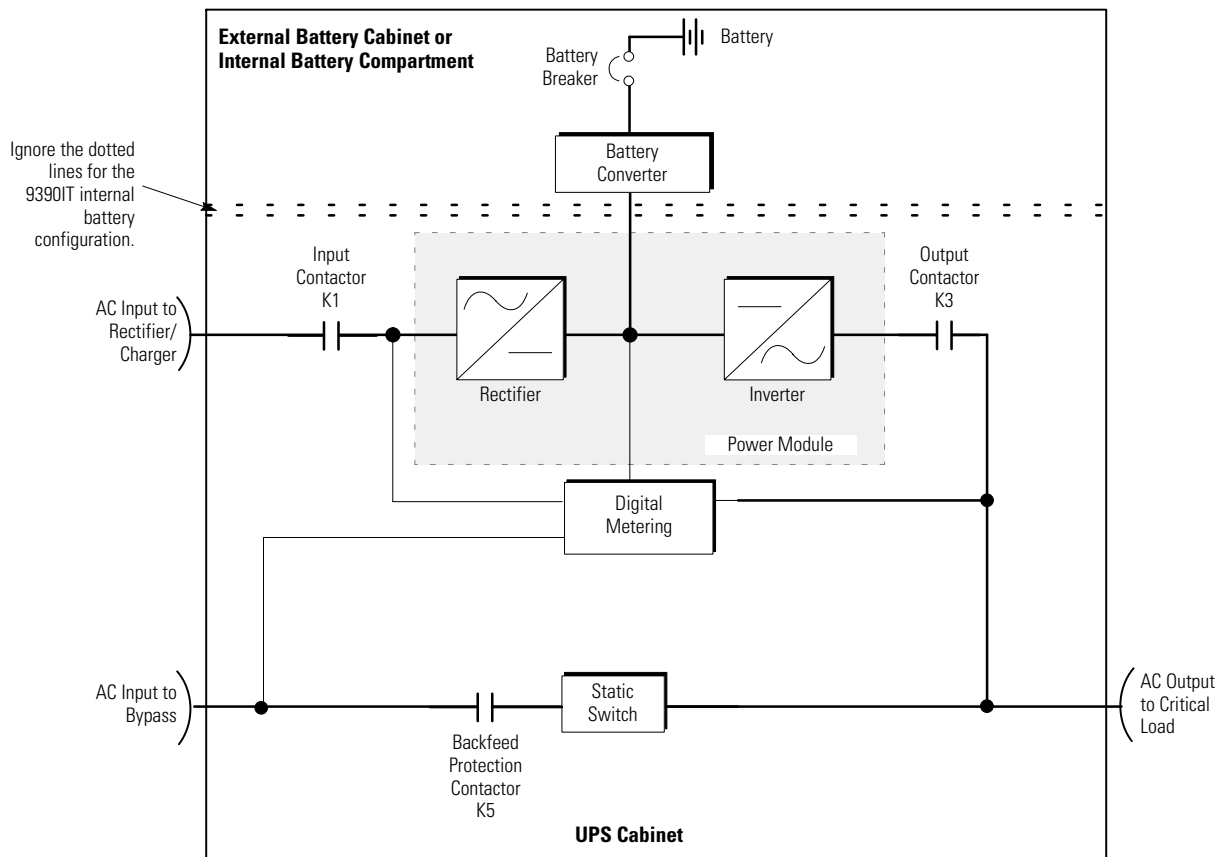 External Battery Cabinet or
Internal Battery Compartment
Battery
Battery
Breaker
Battery
Converter
Ignore the dotted
lines for the
9390IT internal
battery
configuration.
Input
Contactor
K1
Output
Contactor
K3
AC Input to
Rectifier/
Charger
Rectifier
Inverter
Power Module
Digital
Metering
AC Input to
Bypass
Static
Switch
AC Output
to Critical
Load
Backfeed
Protection
Contactor
K5
UPS Cabinet